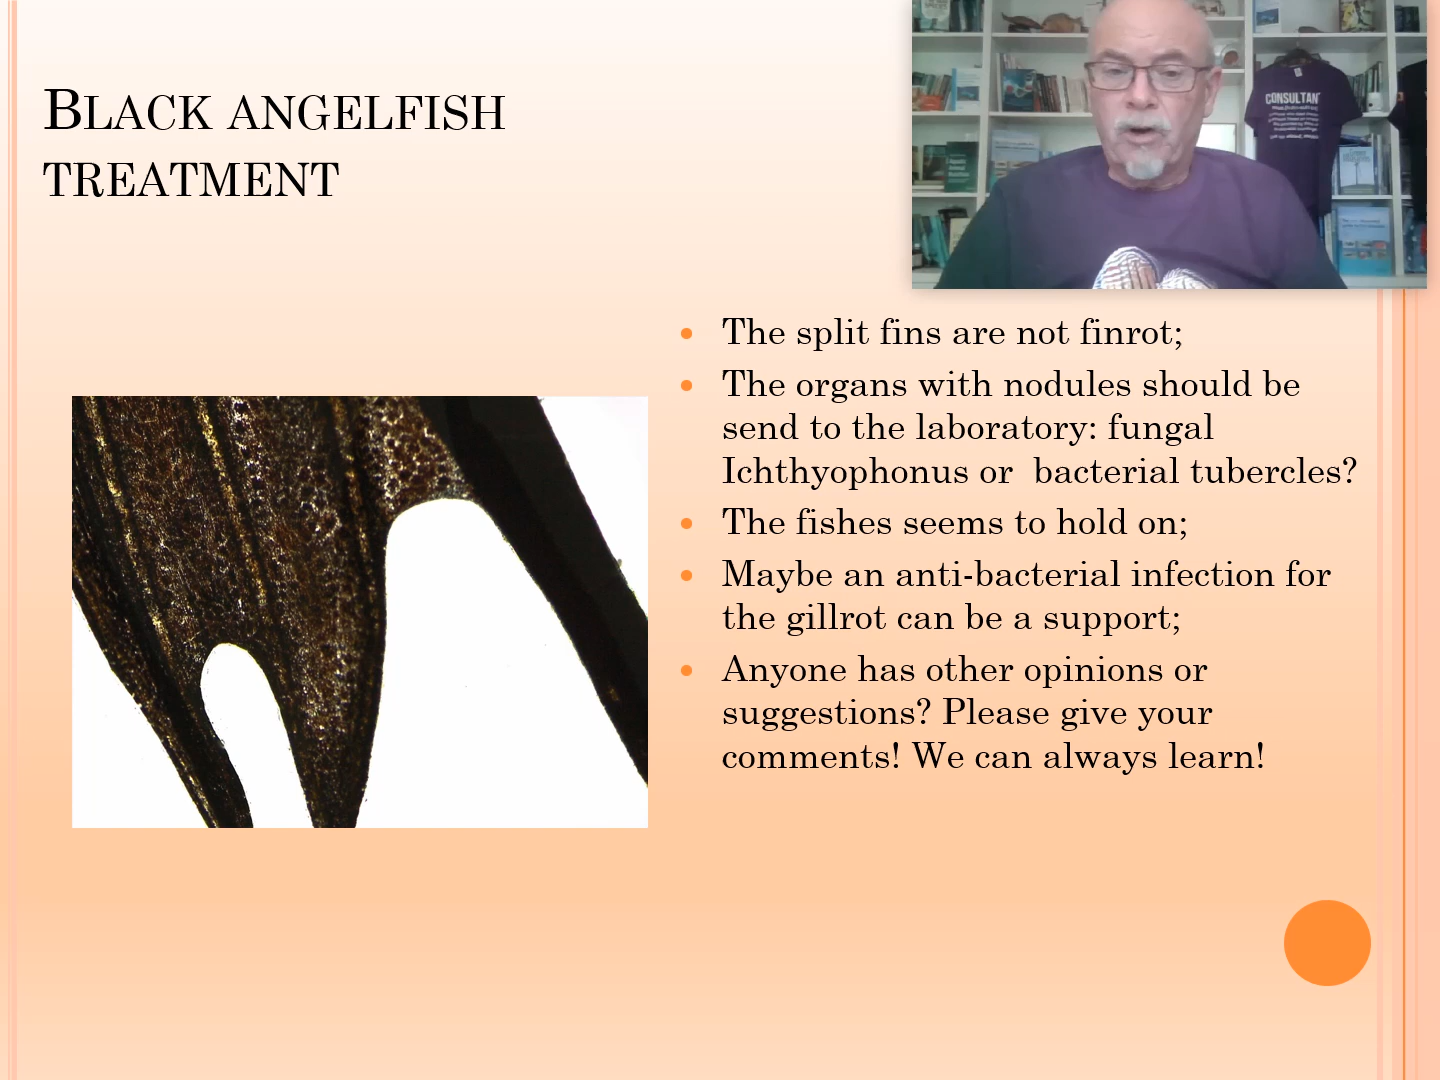 BLACK ANGELFISH
TREATMENT
CONSULTANT
• The split fins are not finrot;
• The organs with nodules should be
send to the laboratory: fungal
Ichthyophonus or  bacterial tubercles?
• The fishes seems to hold on;
• Maybe an anti-bacterial infection for
the gillrot can be a support;
• Anyone has other opinions or
suggestions? Please give your
comments! We can always learn!